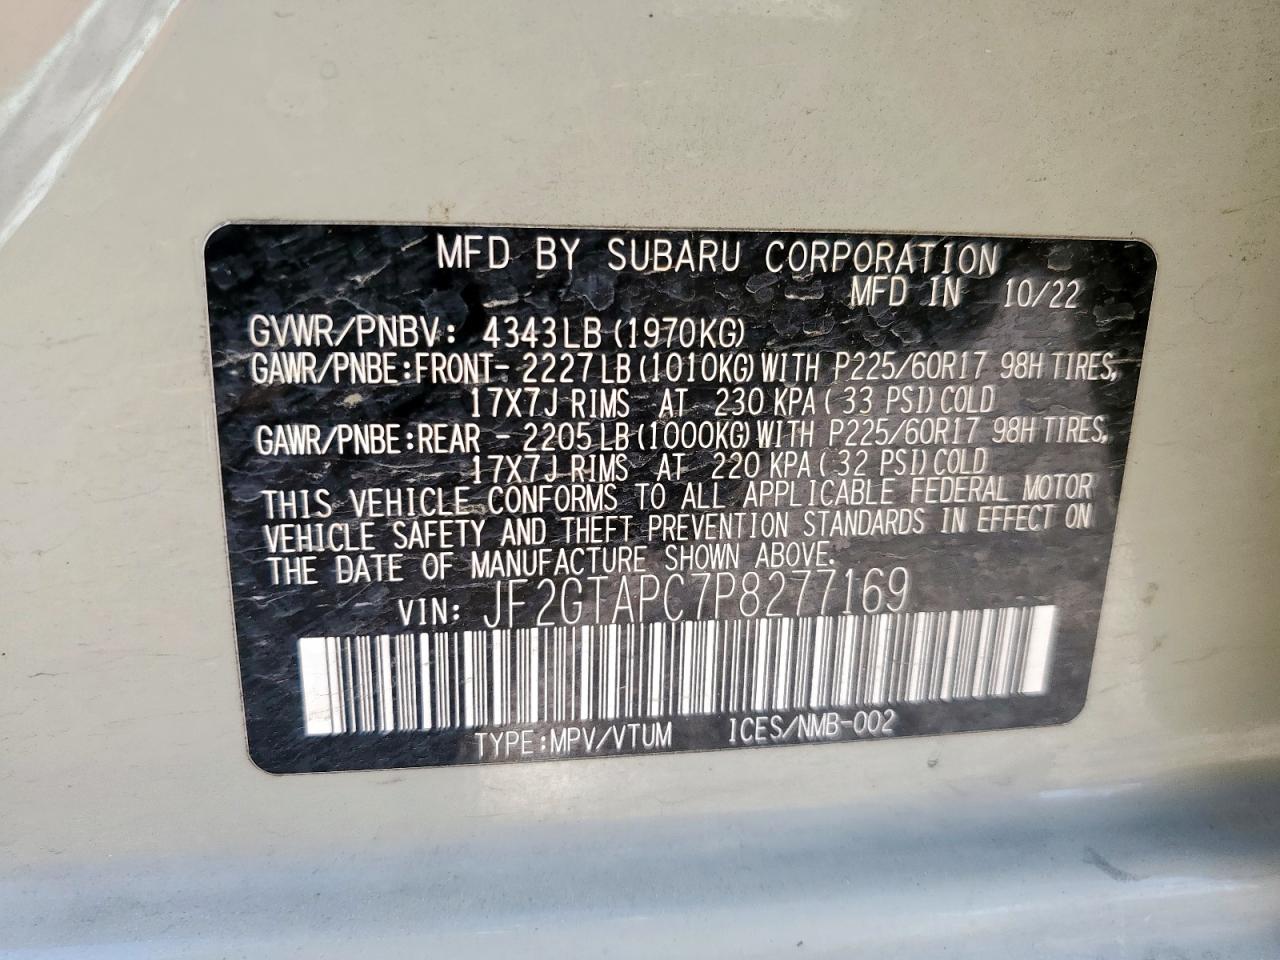 MFD BY SUBARU CORPORATION
MFD IN 10/22
GVWR/PNBV: 4343LB(1970KG)
GAWR/PNBE:FRONT- 2227LB(1010KG)WITH P225/60R17 98H TIRES,
17X7J RIMS AT 230 KPA( 33 PSI)COLD
GAWR/PNBE:REAR - 2205LB(1000KG)WITH P225/60R17 98H TIRES,
17X7J RIMS AT 220 KPA( 32 PSI)COLD
THIS VEHICLE CONFORMS TO ALL APPLICABLE FEDERAL MOTOR
VEHICLE SAFETY AND THEFT PREVENTION STANDARDS IN EFFECT ON
THE DATE OF MANUFACTURE SHOWN ABOVE.
VIN: JF2GTAPC7P8277169
TYPE:MPV/VTUM ICES/NMB-002